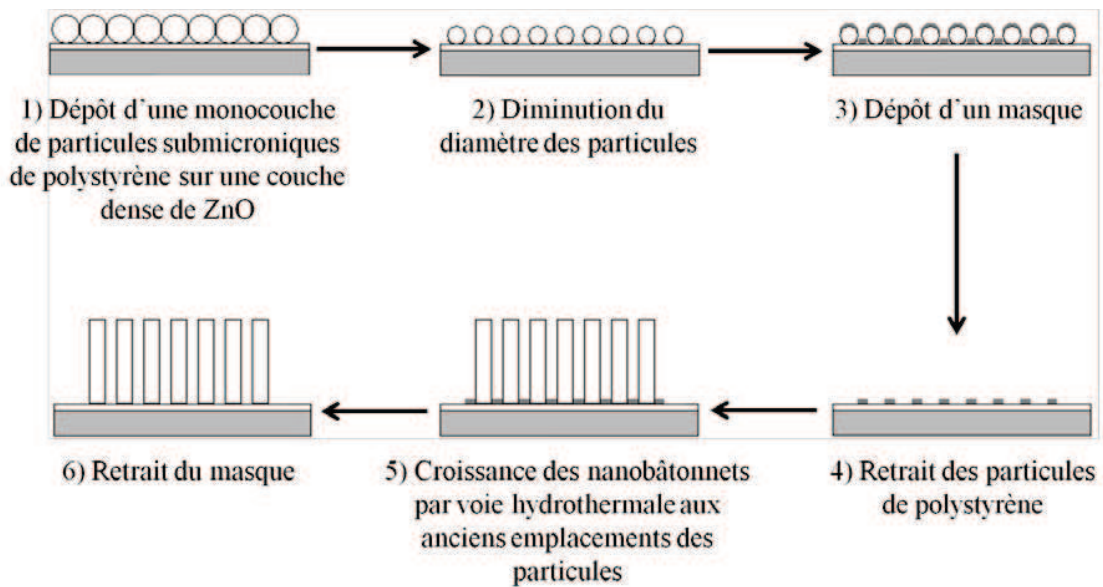 1) Dépôt d'une monocouche
de particules submicroniques
de polystyrène sur une couche
dense de ZnO
2) Diminution du
diamètre des particules
3) Dépôt d'un masque
4) Retrait des particules
de polystyrène
5) Croissance des nanobâtonnets
par voie hydrothermale aux
anciens emplacements des
particules
6) Retrait du masque